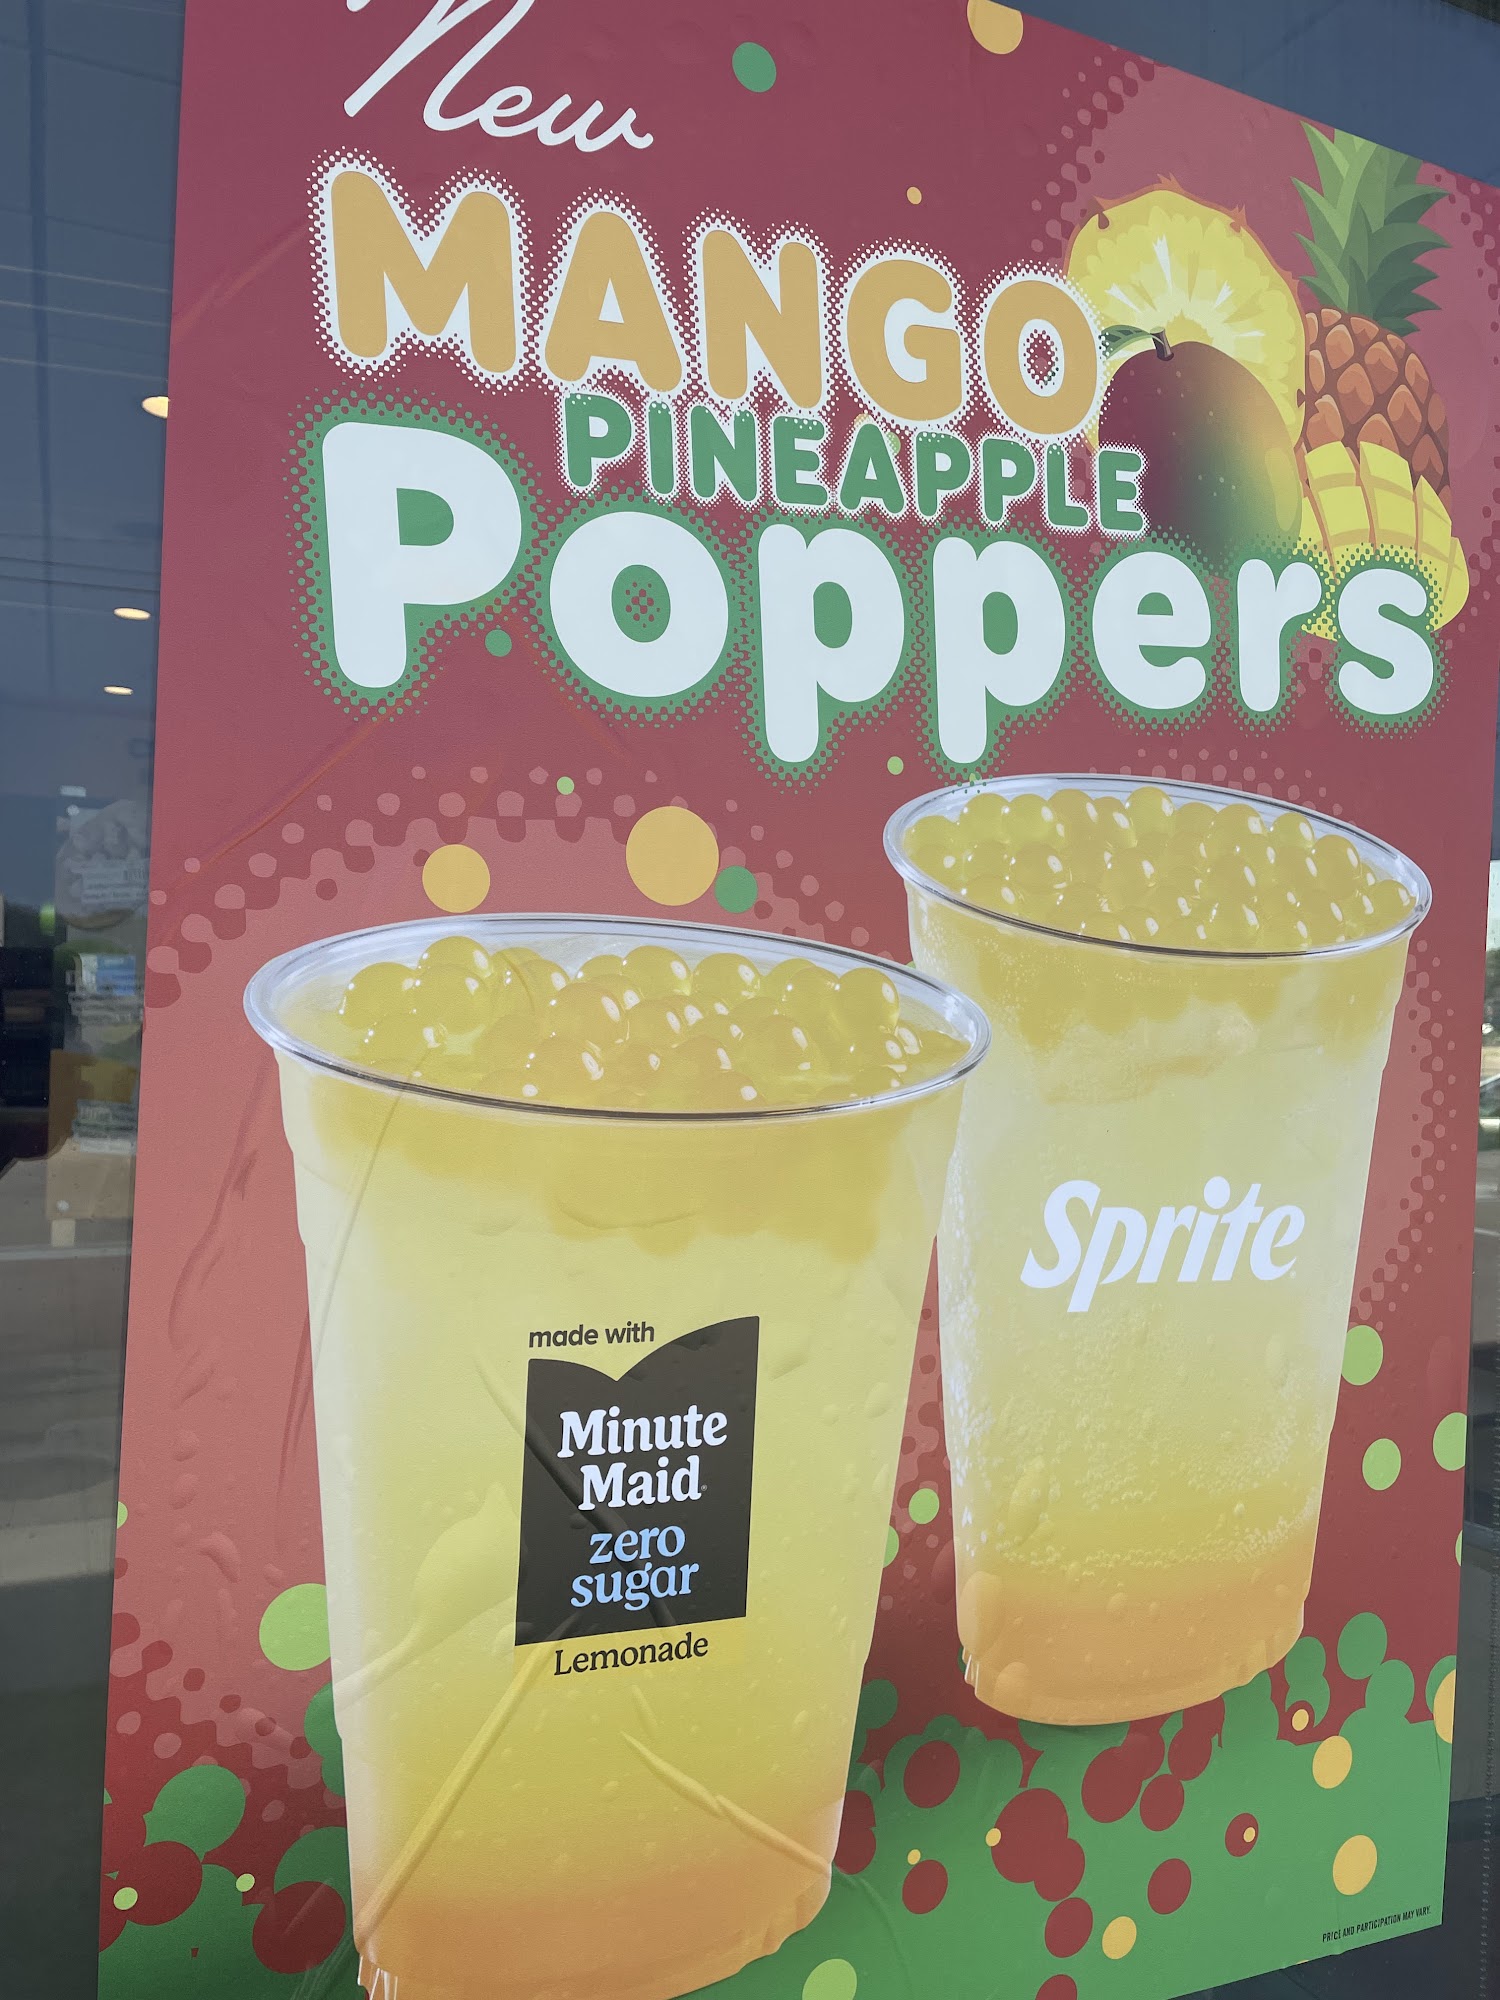 New
MANGO
PINEAPPLE
Poppers
Sprite
made with
Minute
Maid®
zero
sugar
Lemonade
PRICE AND PARTICIPATION MAY VARY.